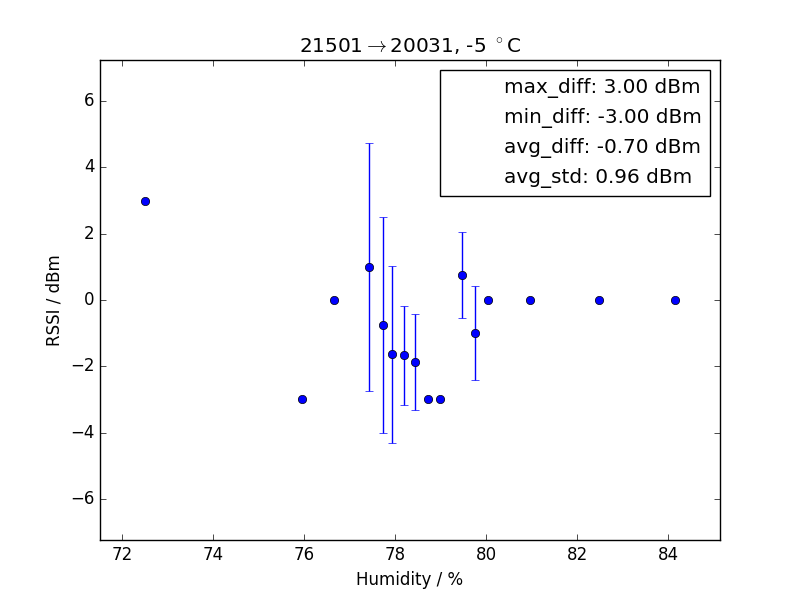 21501→20031, -5 °C
max_diff: 3.00 dBm
min_diff: -3.00 dBm
avg_diff: -0.70 dBm
avg_std: 0.96 dBm
6
4
2
0
−2
−4
−6
RSSI / dBm
72 74 76 78 80 82 84
Humidity / %